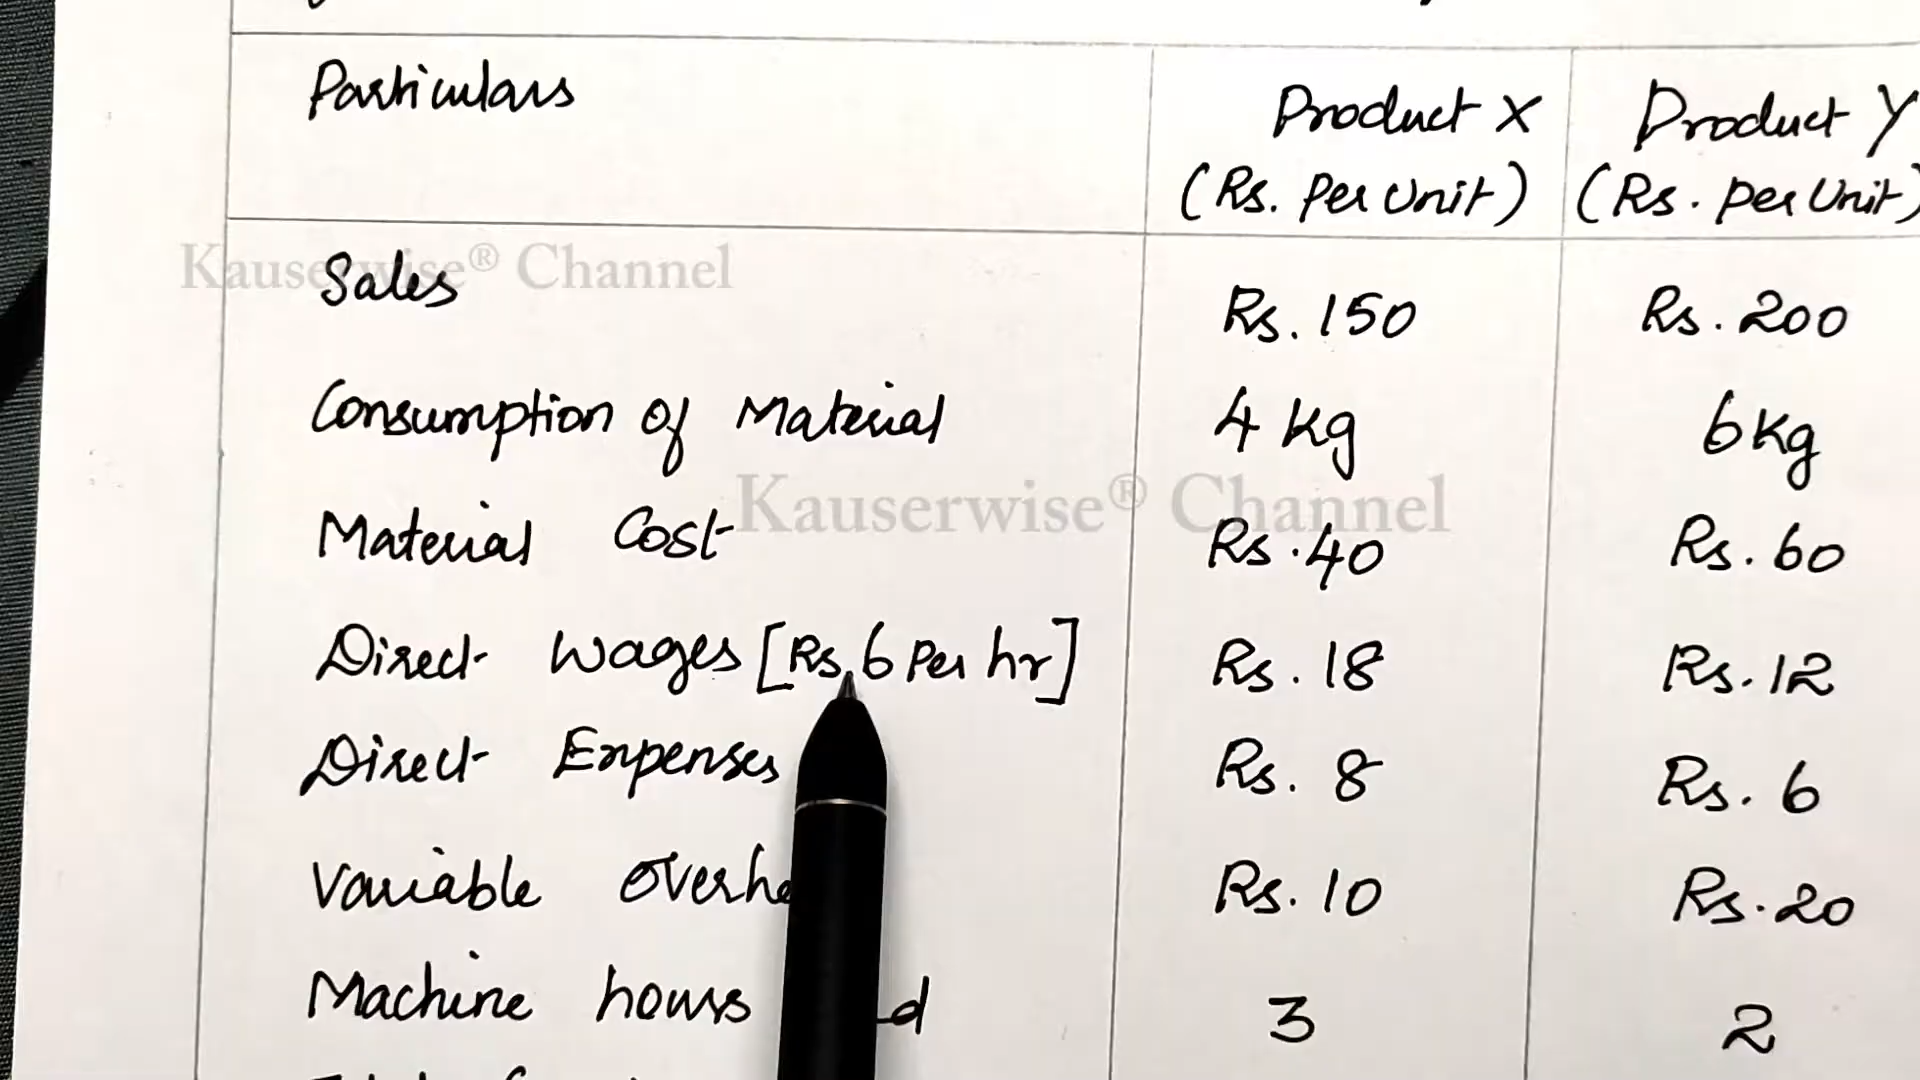 Particulars Product X Product Y
(Rs. Per Unit) (Rs. per Unit)
Kauserwise® Channel
Sales Rs. 150 Rs. 200
Consumption of Material 4 Kg 6 Kg
Kauserwise® Channel
Material Cost Rs. 40 Rs. 60
Direct Wages [Rs. 6 Per hr] Rs. 18 Rs. 12
Direct Expenses Rs. 8 Rs. 6
Variable Rs. 10 Rs. 20
Machine hours 3 2